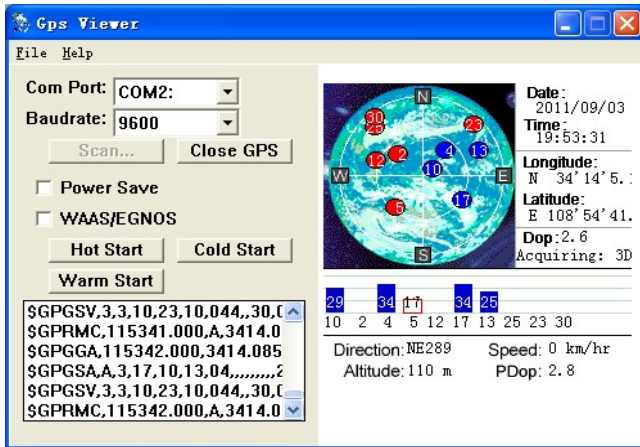 Gps Viewer
File Help
Com Port: COM2:
Baudrate: 9600
Scan... Close GPS
Power Save
WAAS/EGNOS
Hot Start Cold Start
Warm Start
$GPGSV,3,3,10,23,10,044,,30,0
$GPRMC,115341.000,A,3414.0
$GPGGA,115342.000,3414.085
$GPGSA,A,3,17,10,13,04,,,,,,,,,2
$GPGSV,3,3,10,23,10,044,,30,0
$GPRMC,115342.000,A,3414.0
N
30
25
23
12
2
4
13
10
W
E
5
17
S
Date:
2011/09/03
Time:
19:53:31
Longitude:
N 34'14'5.
Latitude:
E 108'54'41.
Dop:2.6
Acquiring: 3D
29 34 17 34 25
10 2 4 5 12 17 13 25 23 30
Direction:NE289 Speed: 0 km/hr
Altitude: 110 m PDop: 2.8